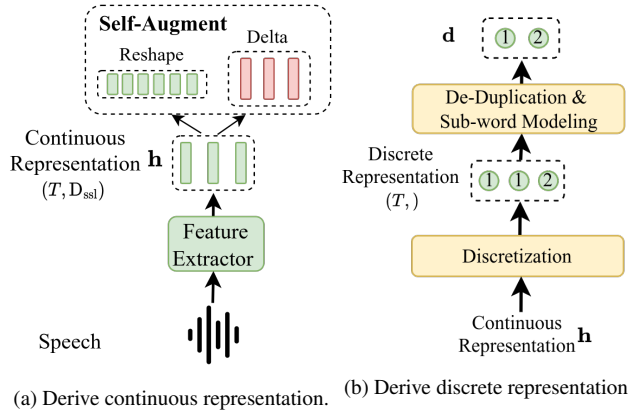 Self-Augment
Reshape
Delta
Continuous
Representation h
(T, D_ssl)
Feature
Extractor
Speech
(a) Derive continuous representation.
d
1 2
De-Duplication &
Sub-word Modeling
Discrete
Representation
(T, )
1 1 2
Discretization
Continuous
Representation h
(b) Derive discrete representation